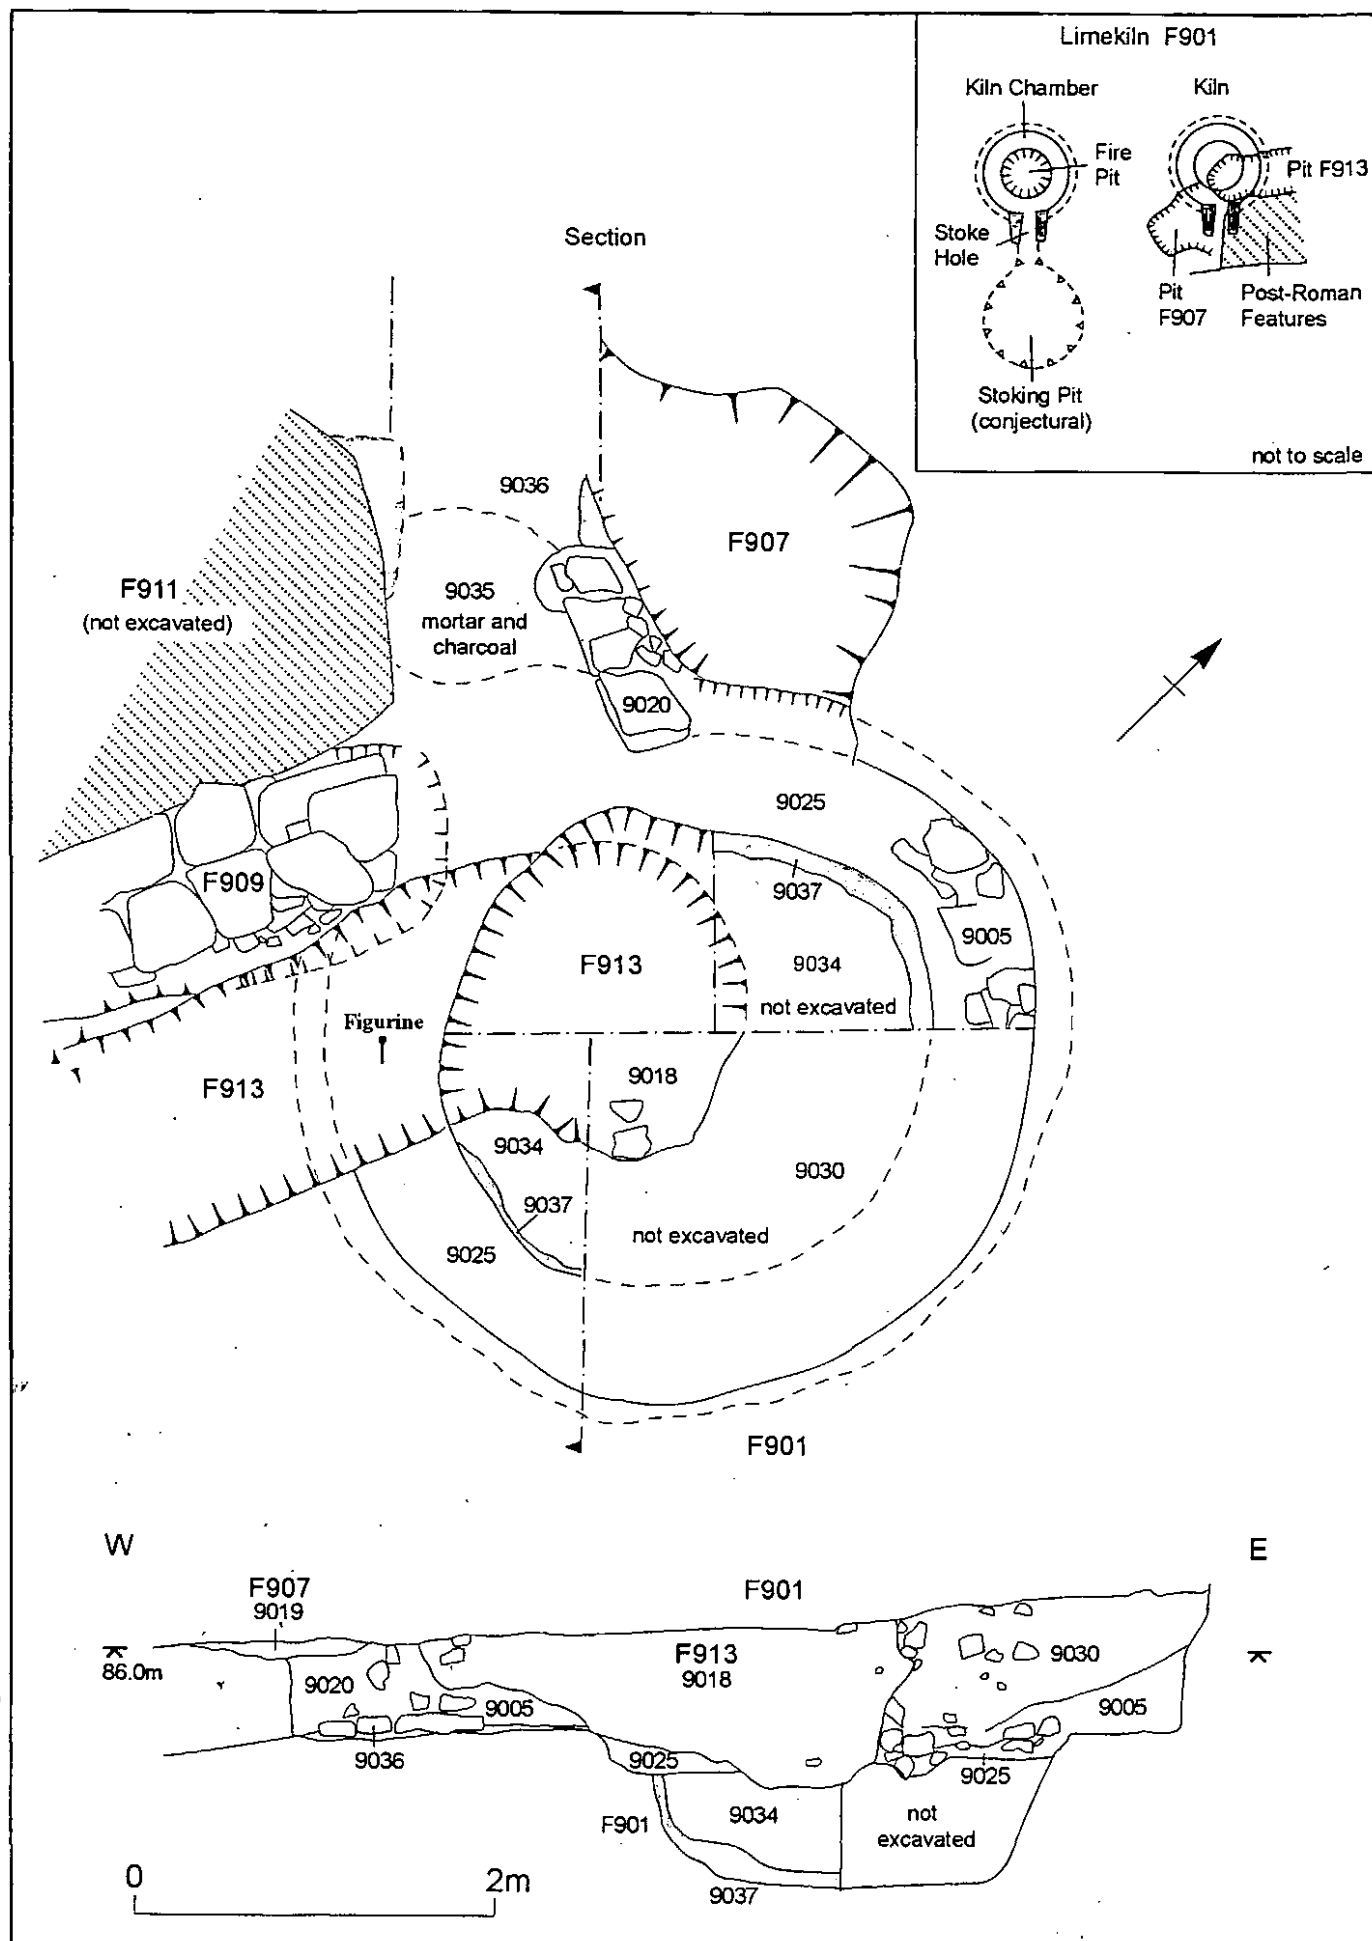 Limekiln F901
Kiln Chamber
Kiln
Fire
Pit
Pit F913
Stoke
Hole
Pit
F907
Post-Roman
Features
Stoking Pit
(conjectural)
not to scale
Section
9036
F907
F911
(not excavated)
9035
mortar and
charcoal
9020
9025
F909
9037
9005
F913
9034
not excavated
Figurine
F913
9018
9034
9030
9037
not excavated
9025
F901
W
E
F907
9019
F901
86.0m
F913
9018
9020
9005
9030
9005
9036
9025
9025
F901
9034
not
excavated
9037
0
2m